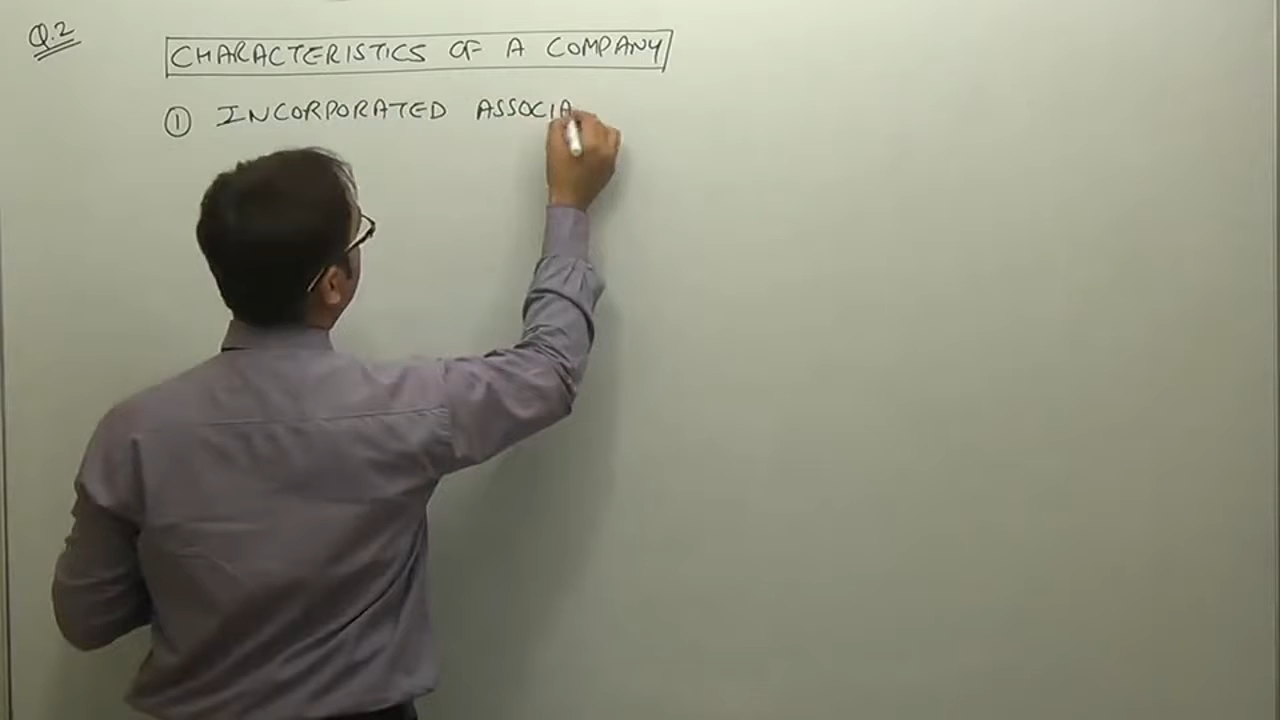 Q.2
CHARACTERISTICS OF A COMPANY
① INCORPORATED ASSOCIA